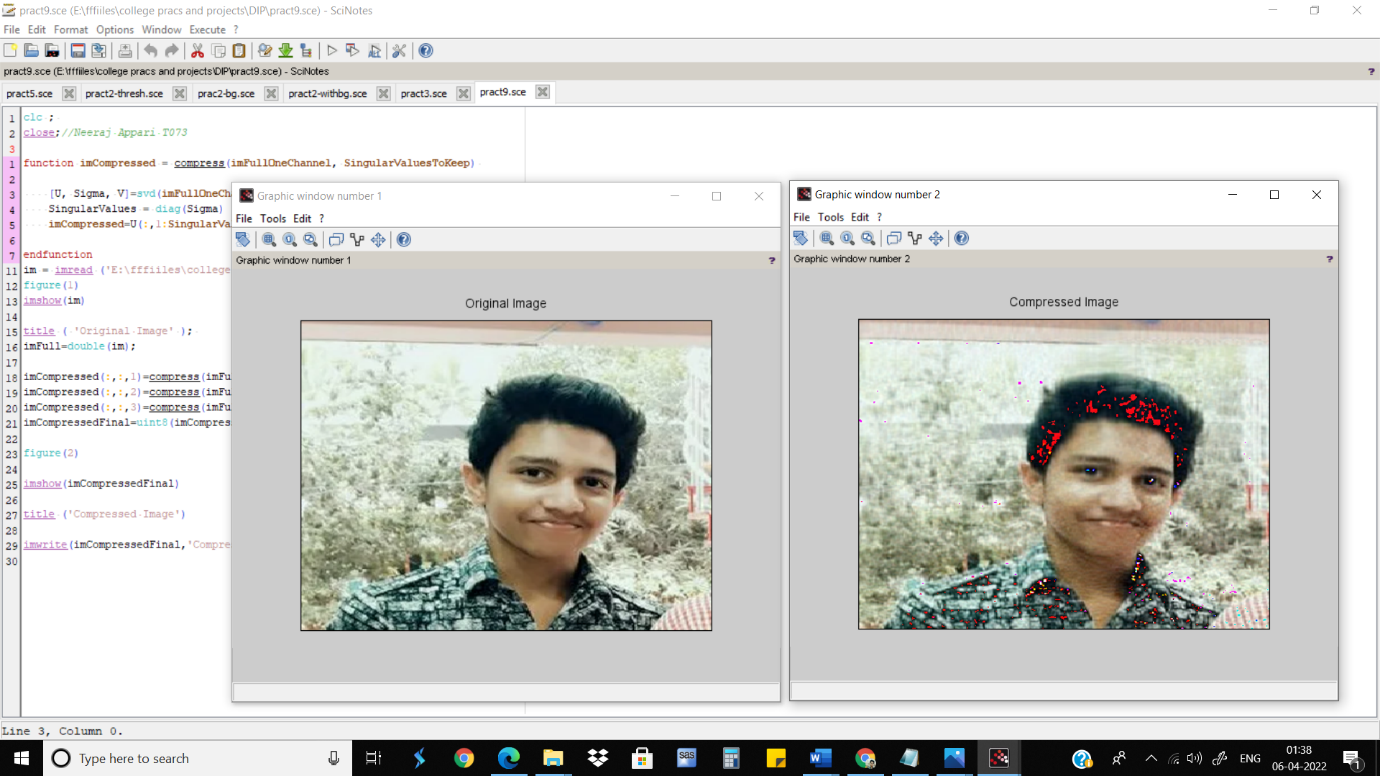 pract9.sce (E:\fffiiles\college pracs and projects\DIP\pract9.sce) - SciNotes
File Edit Format Options Window Execute ?
pract9.sce (E:\fffiiles\college pracs and projects\DIP\pract9.sce) - SciNotes
?
pract5.sce pract2-thresh.sce prac2-bg.sce pract2-withbg.sce pract3.sce pract9.sce
1 clc ;
2 close;//Neeraj Appari T073
3
1 function imCompressed = compress(imFullOneChannel, SingularValuesToKeep)
2
3 [U, Sigma, V]=svd(imFullOneCh
4 SingularValues = diag(Sigma)
5 imCompressed=U(:,1:SingularVa
6
7 endfunction
11 im = imread ('E:\fffiiles\college
12 figure(1)
13 imshow(im)
14
15 title ( 'Original Image' );
16 imFull=double(im);
17
18 imCompressed(:,:,1)=compress(imFu
19 imCompressed(:,:,2)=compress(imFu
20 imCompressed(:,:,3)=compress(imFu
21 imCompressedFinal=uint8(imCompres
22
23 figure(2)
24
25 imshow(imCompressedFinal)
26
27 title ('Compressed Image')
28
29 imwrite(imCompressedFinal,'Compre
30
Graphic window number 1
File Tools Edit ?
Graphic window number 1 ?
Original Image
Graphic window number 2
File Tools Edit ?
Graphic window number 2 ?
Compressed Image
Line 3, Column 0.
Type here to search
sas
ENG
01:38
06-04-2022
1